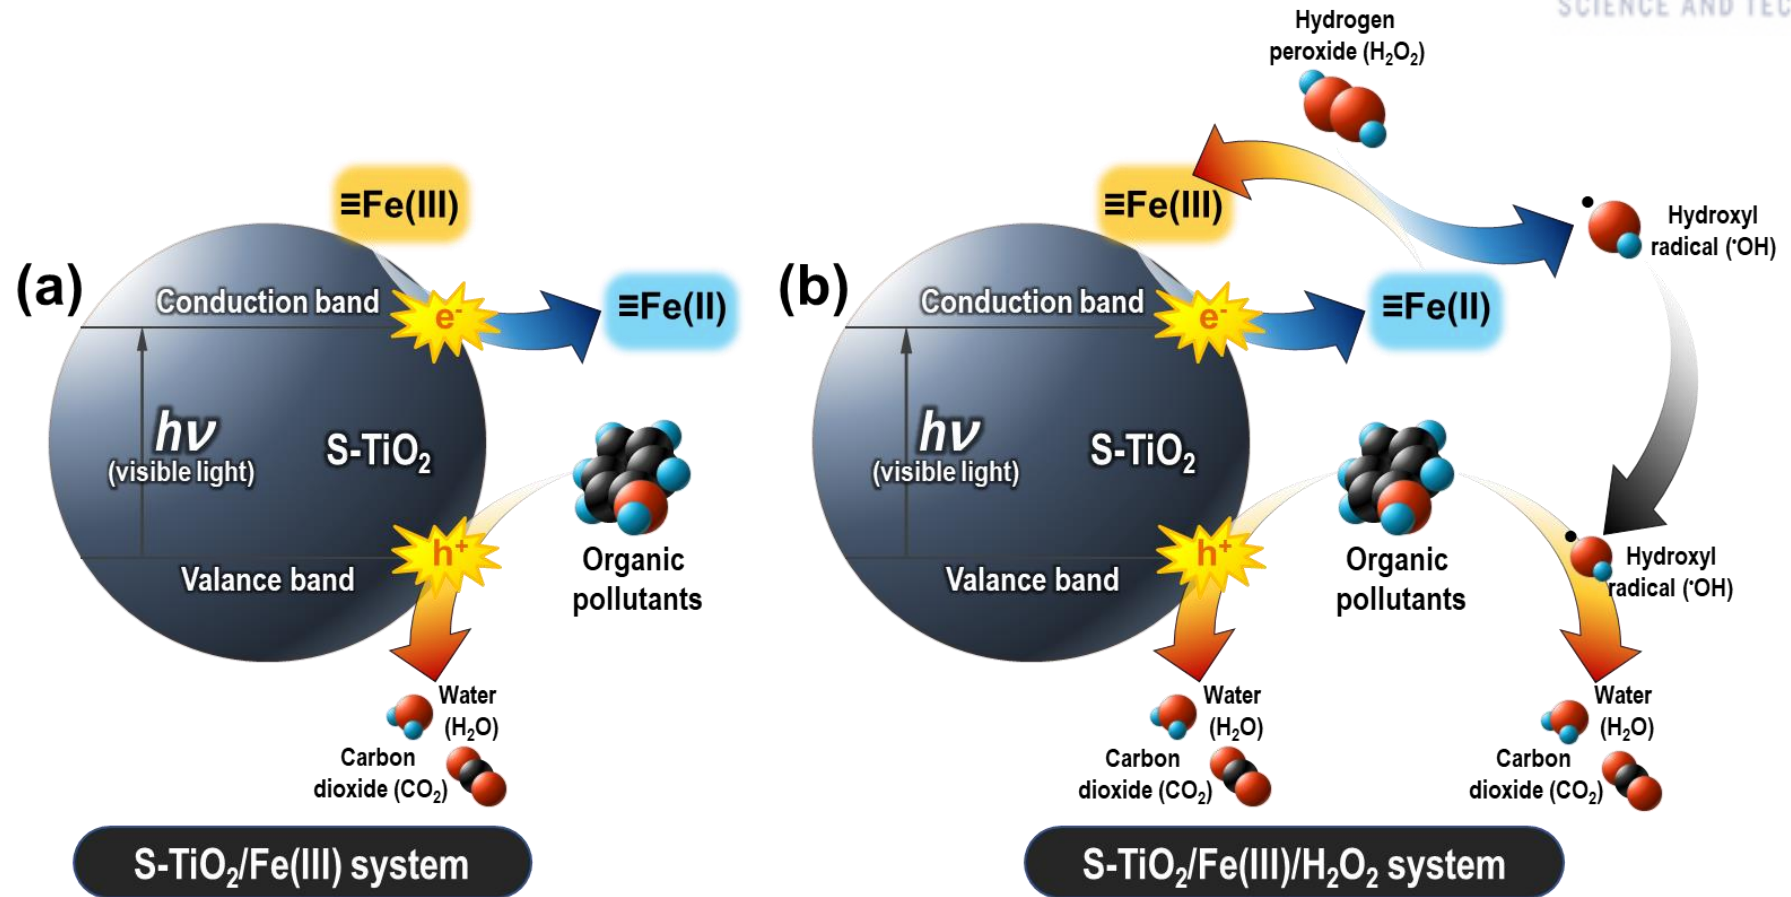 SCIENCE AND TEC
(a)
≡Fe(III)
Conduction band
e-
≡Fe(II)
hν
(visible light)
S-TiO₂
h+
Valance band
Organic
pollutants
Water
(H₂O)
Carbon
dioxide (CO₂)
S-TiO₂/Fe(III) system
(b)
Hydrogen
peroxide (H₂O₂)
≡Fe(III)
Hydroxyl
radical (•OH)
Conduction band
e-
≡Fe(II)
hν
(visible light)
S-TiO₂
h+
Valance band
Organic
pollutants
Hydroxyl
radical (•OH)
Water
(H₂O)
Carbon
dioxide (CO₂)
Water
(H₂O)
Carbon
dioxide (CO₂)
S-TiO₂/Fe(III)/H₂O₂ system